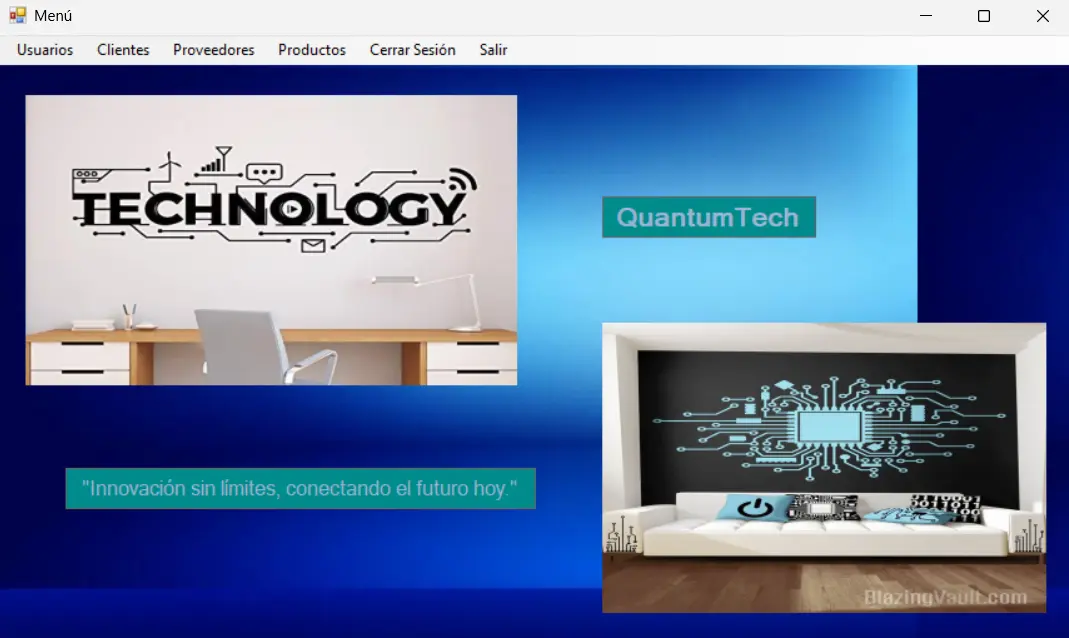 Menú
Usuarios Clientes Proveedores Productos Cerrar Sesión Salir
TECHNOLOGY
QuantumTech
"Innovación sin límites, conectando el futuro hoy."
BlazingVault.com